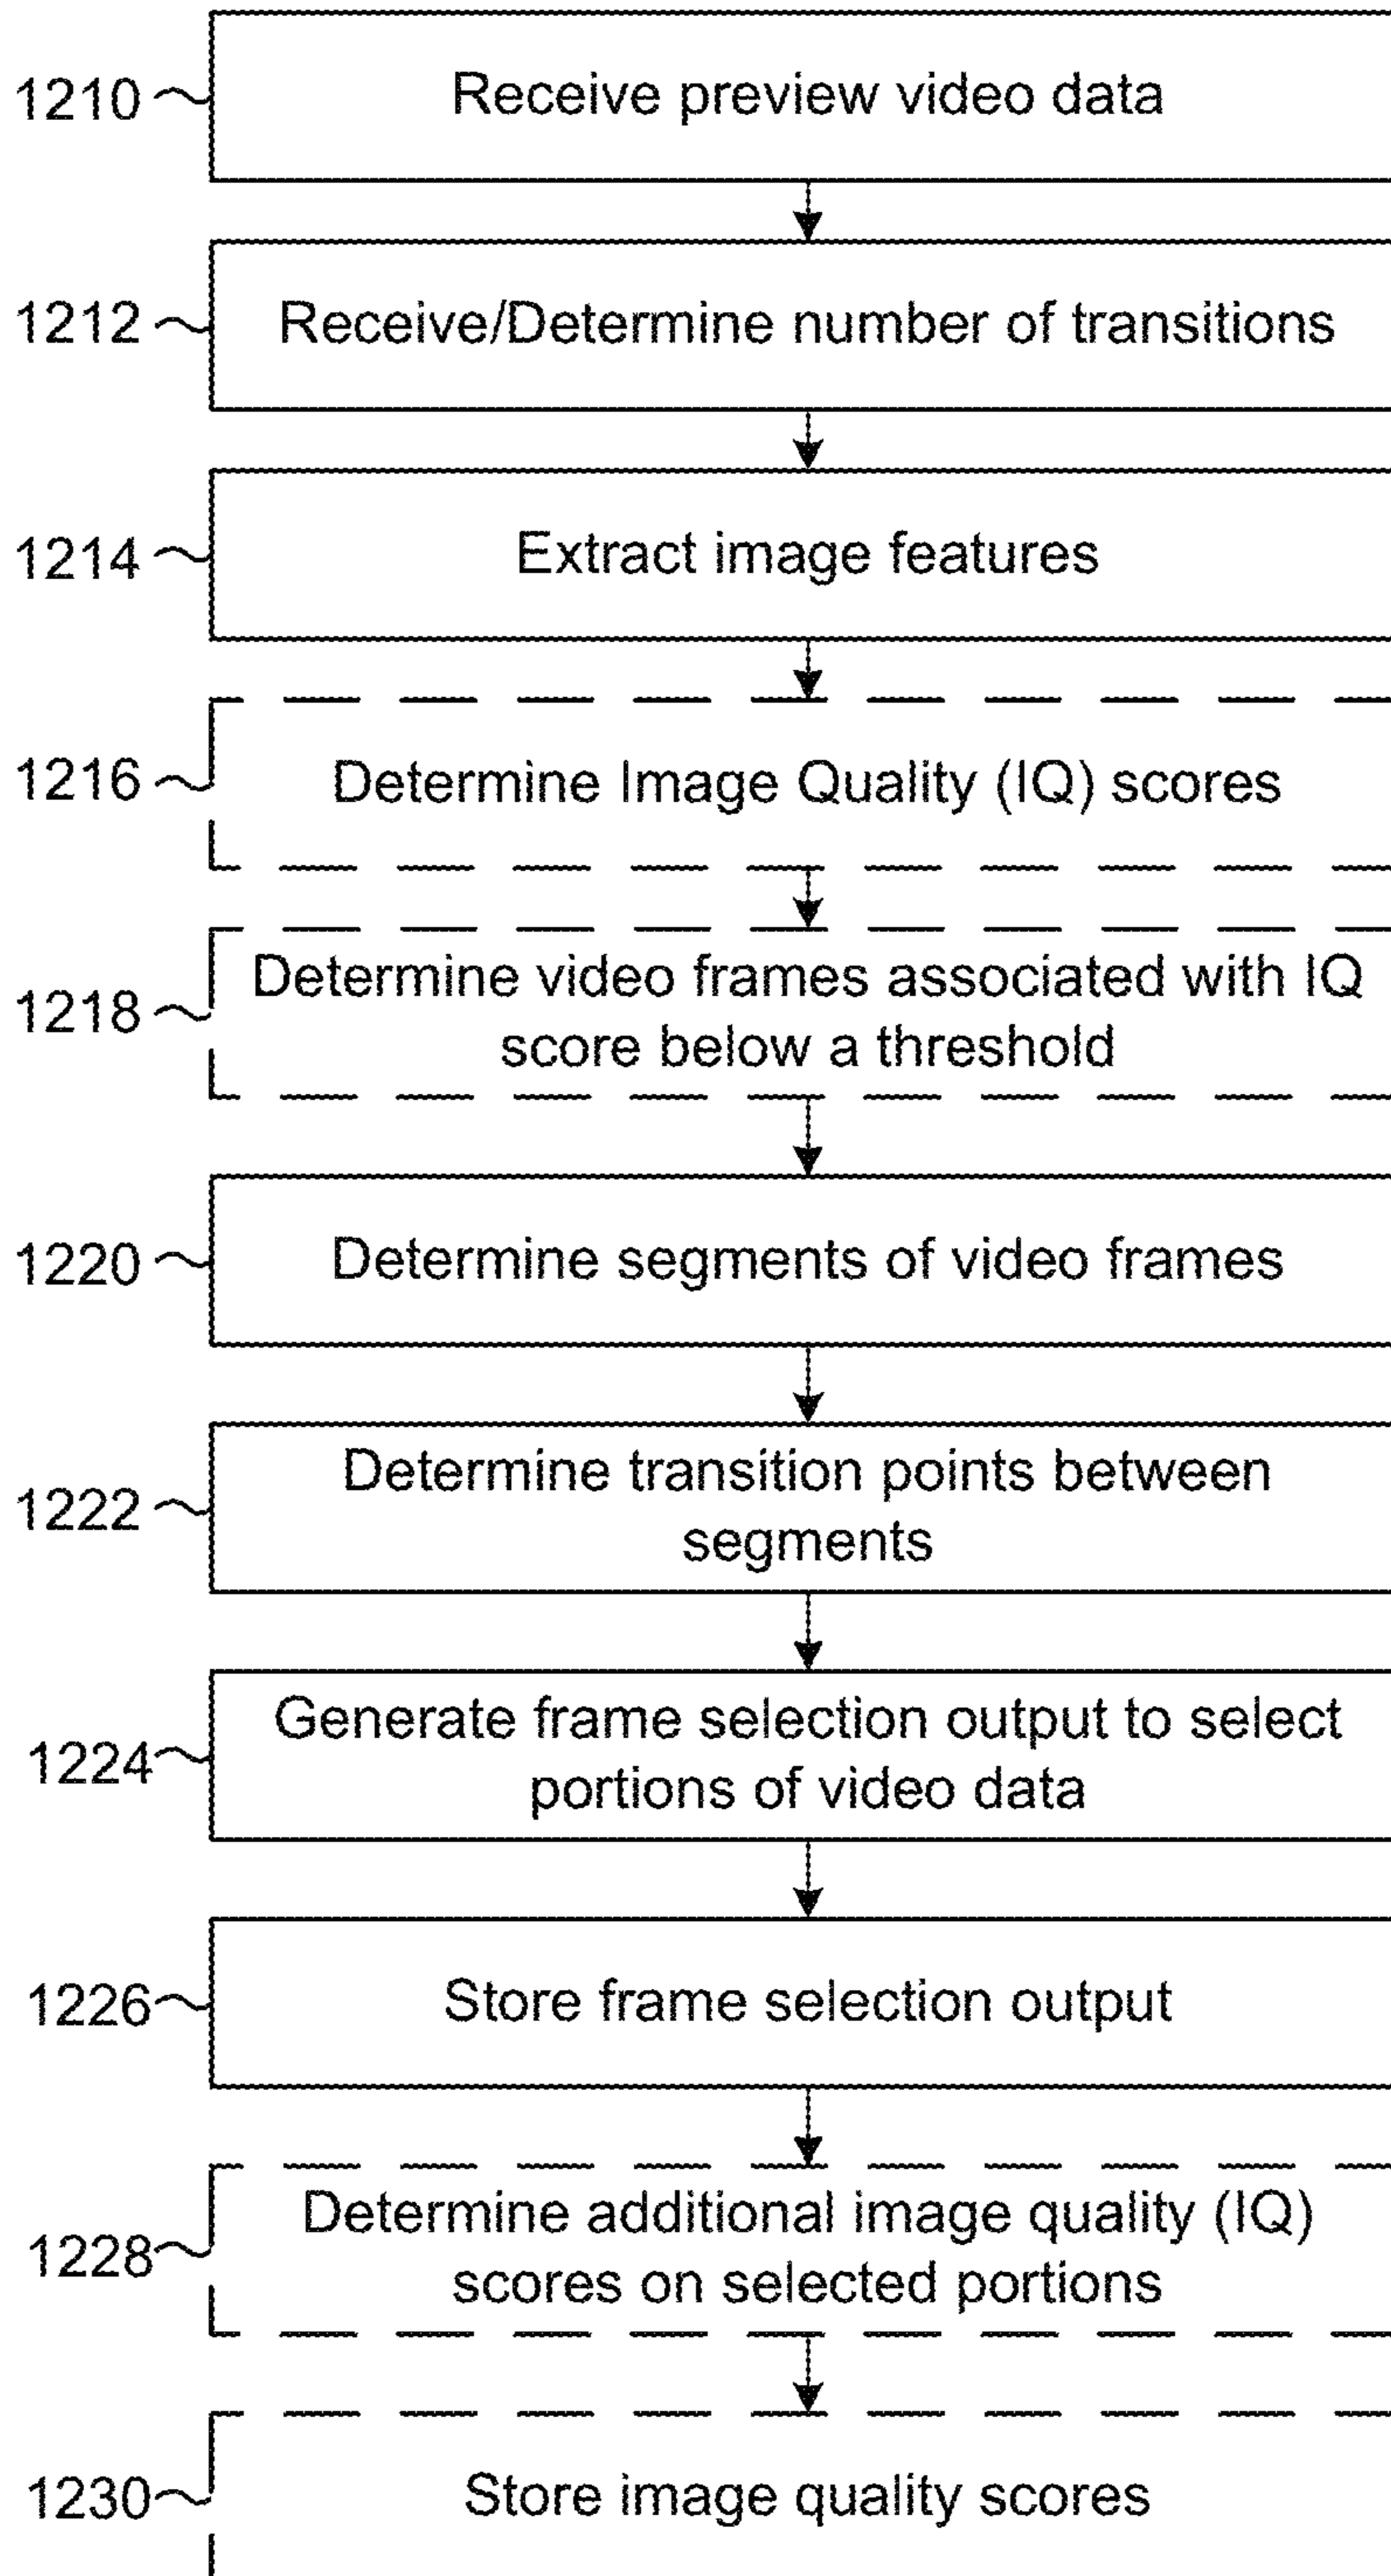 1210 Receive preview video data
1212 Receive/Determine number of transitions
1214 Extract image features
1216 Determine Image Quality (IQ) scores
Determine video frames associated with IQ
1218
score below a threshold
1220 Determine segments of video frames
Determine transition points between
1222
segments
Generate frame selection output to select
1224
portions of video data
1226 Store frame selection output
Determine additional image quality (IQ)
1228
scores on selected portions
1230 Store image quality scores